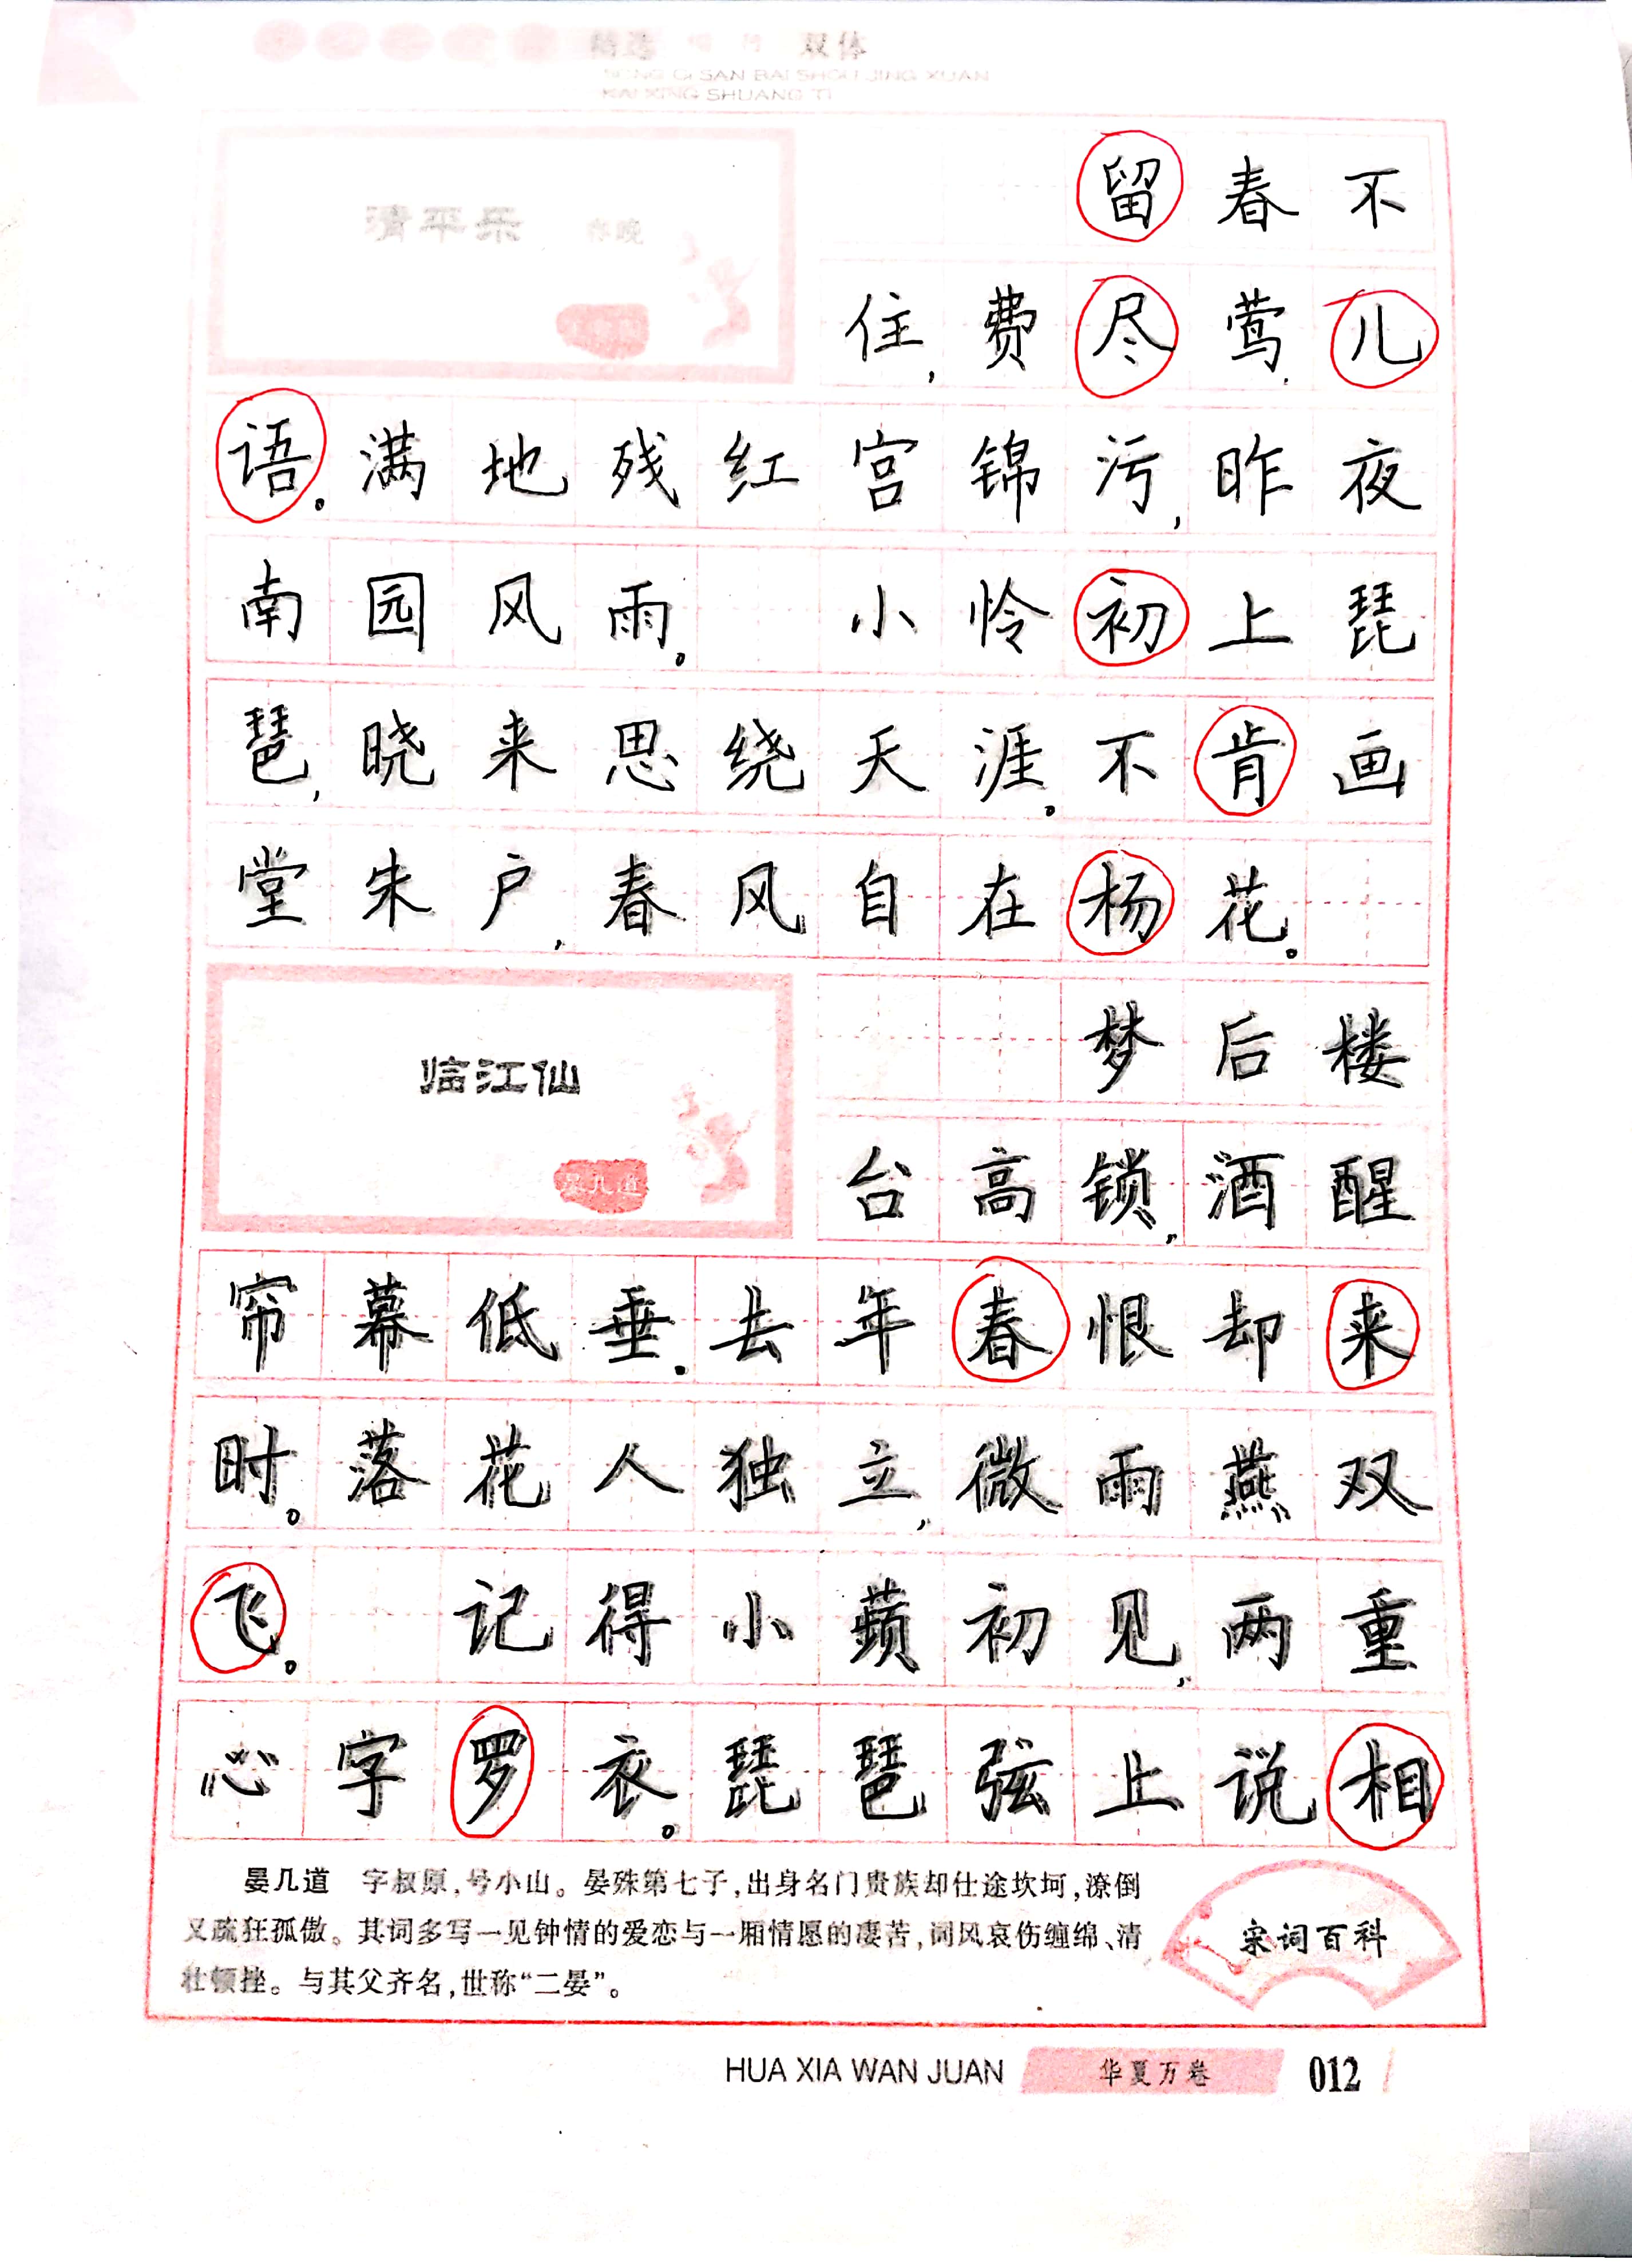 精选 双体
SONG CI SAN BAI SHOU JING XUAN
KAI XING SHUANG TI
清平乐 春晚
留春不
住,费尽莺儿
语。满地残红宫锦污,昨夜
南园风雨。 小怜初上琵
琶,晓来思绕天涯。不肯画
堂朱户,春风自在杨花。
临江仙
晏几道
梦后楼
台高锁,酒醒
帘幕低垂。去年春恨却来
时。落花人独立,微雨燕双
飞。 记得小蘋初见,两重
心字罗衣。琵琶弦上说相
晏几道 字叔原,号小山。晏殊第七子,出身名门贵族却仕途坎坷,潦倒
又疏狂孤傲。其词多写一见钟情的爱恋与一厢情愿的凄苦,词风哀伤缠绵、清
壮顿挫。与其父齐名,世称“二晏”。
宋词百科
HUA XIA WAN JUAN 华夏万卷 012